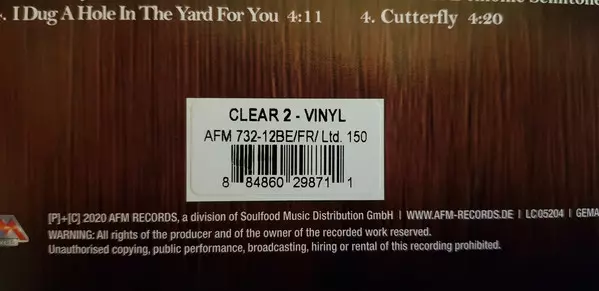 . I Dug A Hole In The Yard For You 4:11
4. Cutterfly 4:20
CLEAR 2 - VINYL
AFM 732-12BE/FR/ Ltd. 150
8 84860 29871 1
[P]+[C] 2020 AFM RECORDS, a division of Soulfood Music Distribution GmbH | WWW.AFM-RECORDS.DE | LC05204 | GEMA
WARNING: All rights of the producer and of the owner of the recorded work reserved.
Unauthorised copying, public performance, broadcasting, hiring or rental of this recording prohibited.